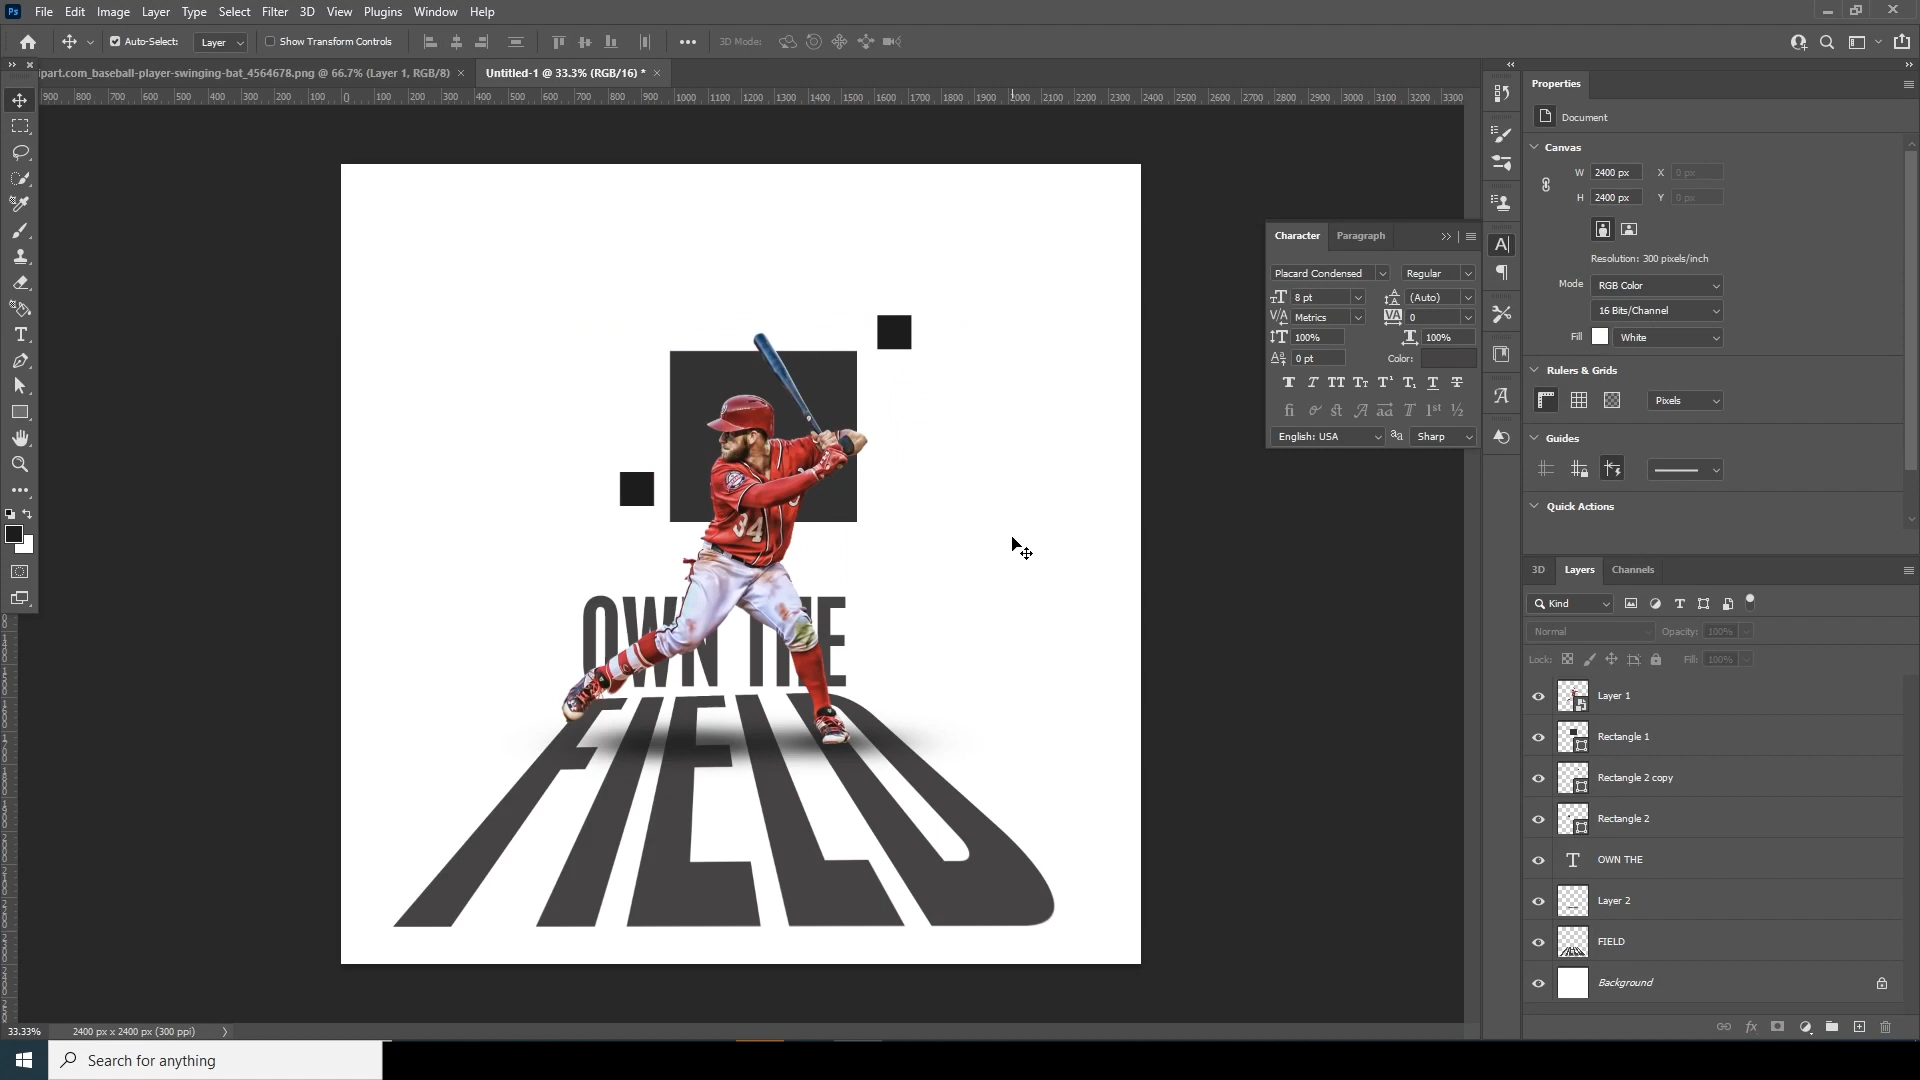 Ps File Edit Image Layer Type Select Filter 3D View Plugins Window Help
Auto-Select: Layer Show Transform Controls 3D Mode:
ipart.com_baseball-player-swinging-bat_4564678.png @ 66.7% (Layer 1, RGB/8) × Untitled-1 @ 33.3% (RGB/16) * ×
900 800 700 600 500 400 300 200 100 0 100 200 300 400 500 600 700 800 900 1000 1100 1200 1300 1400 1500 1600 1700 1800 1900 2000 2100 2200 2300 2400 2500 2600 2700 2800 2900 3000 3100 3200 3300
34
OWN THE
FIELD
Character Paragraph
Placard Condensed Regular
8 pt (Auto)
Metrics 0
100% 100%
0 pt Color:
English: USA Sharp
Properties
Document
Canvas
W 2400 px X 0 px
H 2400 px Y 0 px
Resolution: 300 pixels/inch
Mode RGB Color
16 Bits/Channel
Fill White
Rulers & Grids
Pixels
Guides
Quick Actions
3D Layers Channels
Kind
Normal Opacity: 100%
Lock: Fill: 100%
Layer 1
Rectangle 1
Rectangle 2 copy
Rectangle 2
OWN THE
Layer 2
FIELD
Background
33.33% 2400 px x 2400 px (300 ppi)
Search for anything